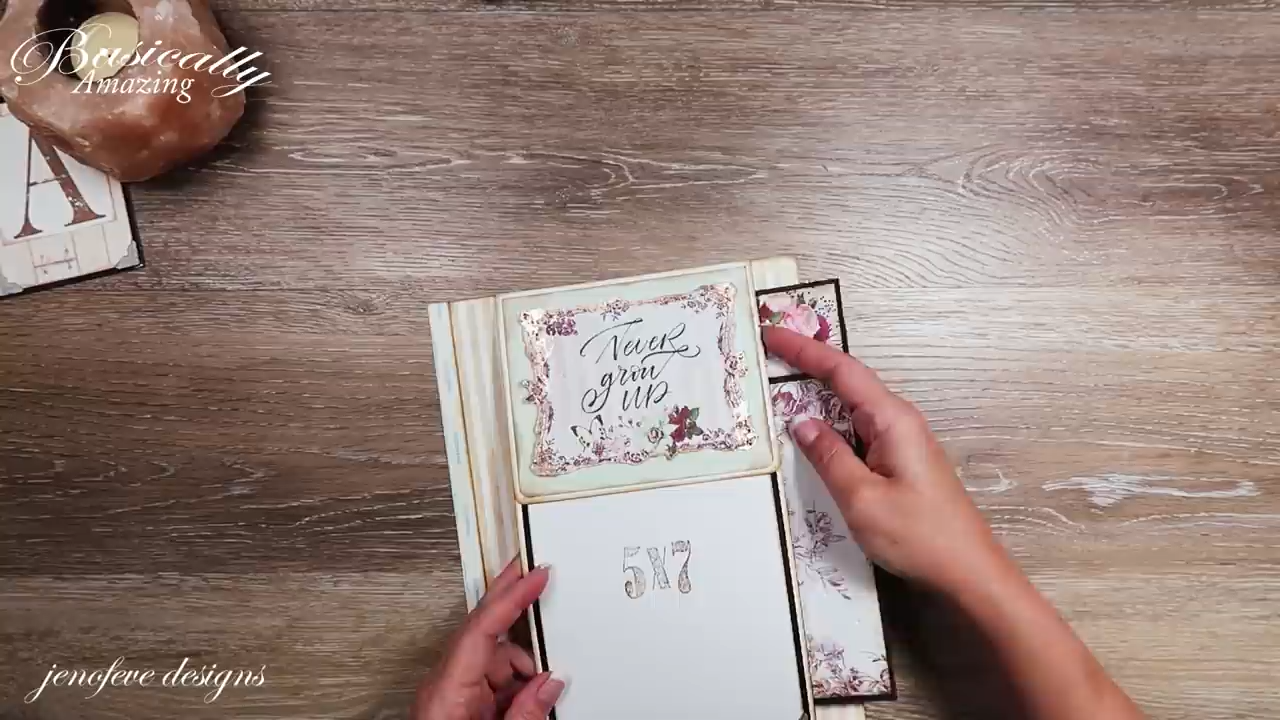 Basically
Amazing
A
Never
grow
UP
5X7
jenofeve designs